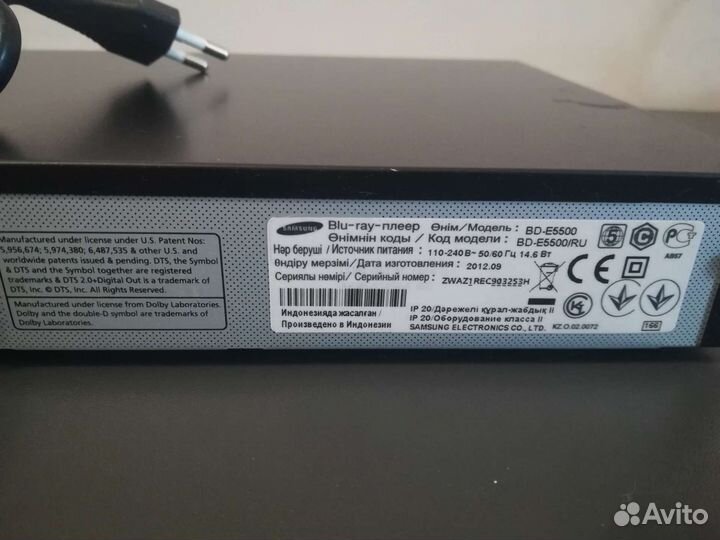 Manufactured under license under U.S. Patent Nos:
5,956,674; 5,974,380; 6,487,535 & other U.S. and
worldwide patents issued & pending. DTS, the Symbol
& DTS and the Symbol together are registered
trademarks & DTS 2.0+Digital Out is a trademark of
DTS, Inc. © DTS, Inc. All Rights Reserved.
Manufactured under license from Dolby Laboratories.
Dolby and the double-D symbol are trademarks of
Dolby Laboratories.
SAMSUNG Blu-ray-плеер Өнім/Модель : BD-E5500
Өнімнін коды / Код модели : BD-E5500/RU
Нәр беруші / Источник питания : 110-240В~ 50/60 Гц 14.6 Вт
Өндіру мерзімі/Дата изготовления : 2012.09
Сериялы нөмірі/ Серийный номер : ZWAZ1REC903253H
Индонезияда жасалған
Произведено в Индонезии
IP 20/Дәрежелі құрал-жабдық II
IP 20/Оборудование класса II
SAMSUNG ELECTRONICS CO., LTD.
KZ.O.02.0072
АВ57
166
Avito